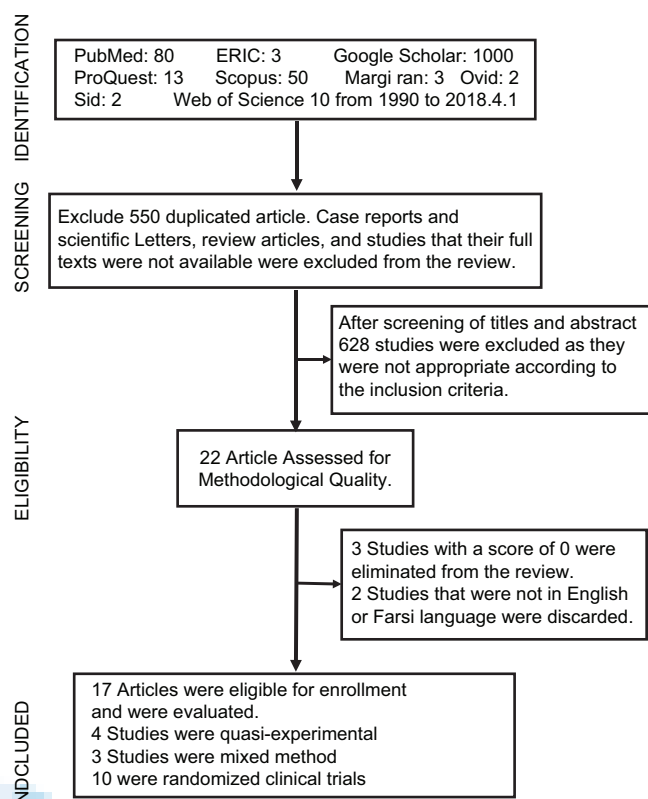 IDENTIFICATION
PubMed: 80 ERIC: 3 Google Scholar: 1000
ProQuest: 13 Scopus: 50 Margi ran: 3 Ovid: 2
Sid: 2 Web of Science 10 from 1990 to 2018.4.1
SCREENING
Exclude 550 duplicated article. Case reports and
scientific Letters, review articles, and studies that their full
texts were not available were excluded from the review.
After screening of titles and abstract
628 studies were excluded as they
were not appropriate according to
the inclusion criteria.
ELIGIBILITY
22 Article Assessed for
Methodological Quality.
3 Studies with a score of 0 were
eliminated from the review.
2 Studies that were not in English
or Farsi language were discarded.
NDCLUDED
17 Articles were eligible for enrollment
and were evaluated.
4 Studies were quasi-experimental
3 Studies were mixed method
10 were randomized clinical trials